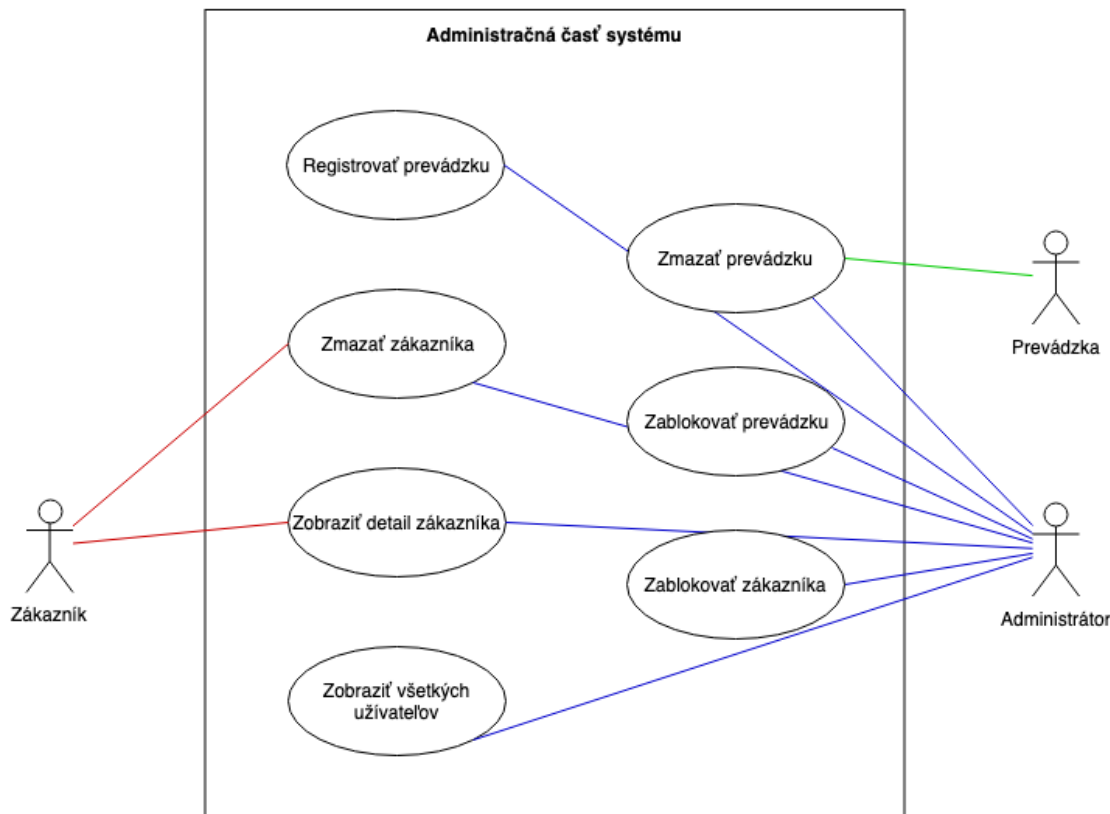 Administračná časť systému
Registrovať prevádzku
Zmazať prevádzku
Prevádzka
Zmazať zákazníka
Zablokovať prevádzku
Zobraziť detail zákazníka
Zákazník
Zablokovať zákazníka
Administrátor
Zobraziť všetkých
užívateľov